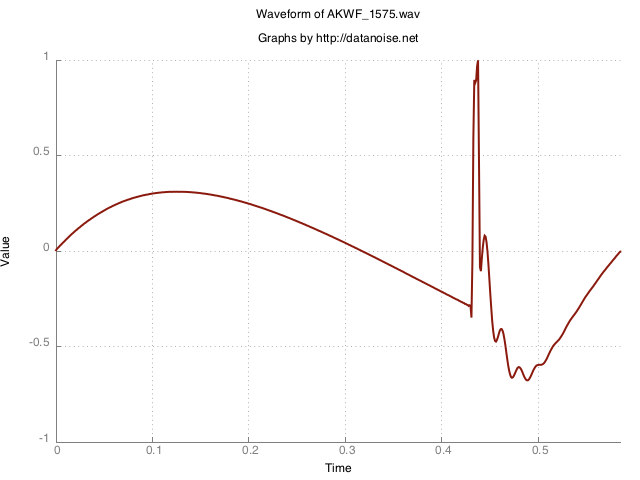 Waveform of AKWF_1575.wav
Graphs by http://datanoise.net
1
0.5
0
-0.5
-1
Value
0 0.1 0.2 0.3 0.4 0.5
Time